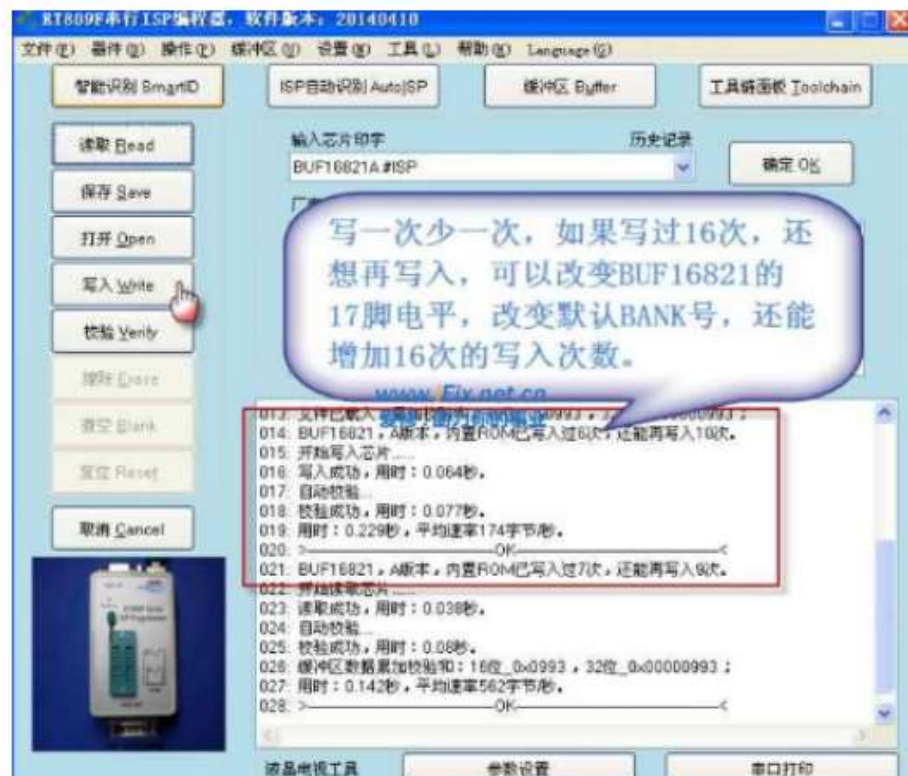 RT809F串行ISP编程器，软件版本：20140410
文件(F) 器件(D) 操作(P) 缓冲区(U) 设置(M) 工具(L) 帮助(H) Language(G)
智能识别 SmartID
ISP自动识别 AutoISP
缓冲区 Buffer
工具链面板 Toolchain
读取 Read
输入芯片印字
历史记录
BUF16821A #ISP
确定 OK
保存 Save
打开 Open
写入 Write
校验 Verify
擦除 Erase
查空 Blank
复位 Reset
取消 Cancel
写一次少一次，如果写过16次，还
想再写入，可以改变BUF16821的
17脚电平，改变默认BANK号，还能
增加16次的写入次数。
www.iFix.net.cn
014: BUF16821，A版本，内置ROM已写入过6次，还能再写入10次。
015: 开始写入芯片......
016: 写入成功，用时：0.064秒。
017: 自动校验...
018: 校验成功，用时：0.077秒。
019: 用时：0.229秒，平均速率174字节/秒。
020: >————————OK————————<
021: BUF16821，A版本，内置ROM已写入过7次，还能再写入9次。
022: 开始读取芯片......
023: 读取成功，用时：0.038秒。
024: 自动校验...
025: 校验成功，用时：0.08秒。
026: 缓冲区数据累加校验和：16位_0x0993，32位_0x00000993；
027: 用时：0.142秒，平均速率562字节/秒。
028: >————————OK————————<
液晶电视工具
参数设置
串口打印